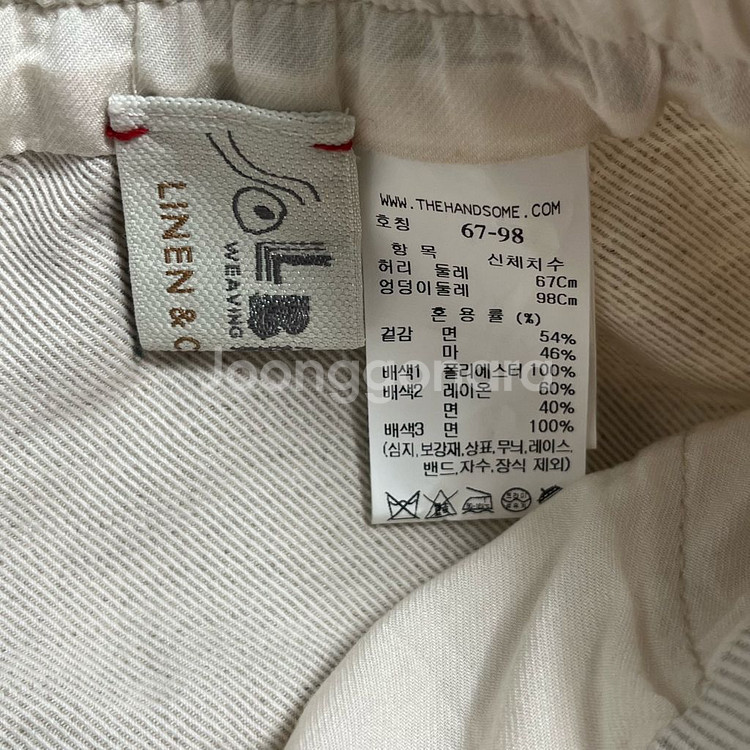 LINEN & C
SOLB
WEAVING
WWW.THEHANDSOME.COM
호칭 67-98
항 목 신체치수
허리 둘레 67Cm
엉덩이둘레 98Cm
혼 용 률 (%)
겉감 면 54%
마 46%
배색1 폴리에스터 100%
배색2 레이온 60%
면 40%
배색3 면 100%
(심지,보강재,상표,무늬,레이스,
밴드,자수,장식 제외)
Joonggonara